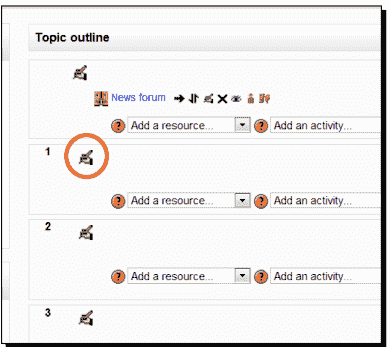 Topic outline
News forum
? Add a resource... ? Add an activity...
1
? Add a resource... ? Add an activity...
2
? Add a resource... ? Add an activity...
3